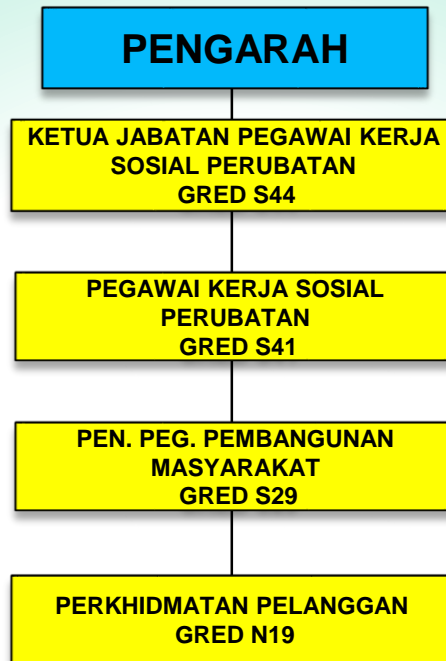 PENGARAH
KETUA JABATAN PEGAWAI KERJA
SOSIAL PERUBATAN
GRED S44
PEGAWAI KERJA SOSIAL
PERUBATAN
GRED S41
PEN. PEG. PEMBANGUNAN
MASYARAKAT
GRED S29
PERKHIDMATAN PELANGGAN
GRED N19